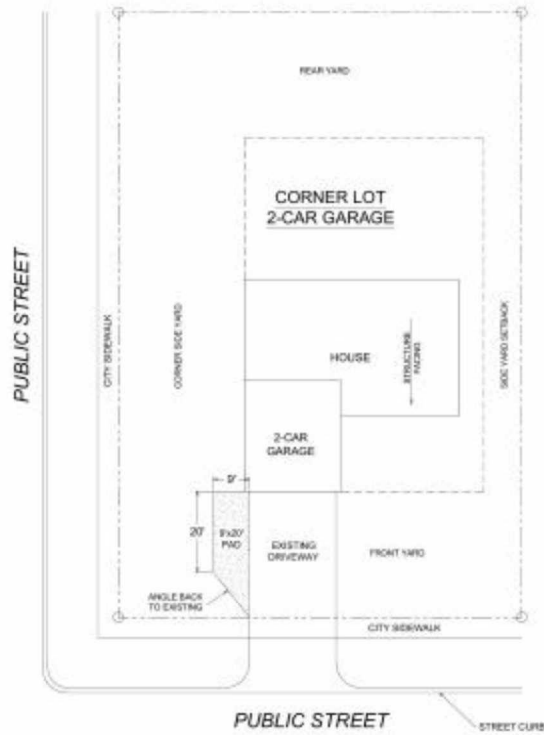 REAR YARD
CORNER LOT
2-CAR GARAGE
PUBLIC STREET
CITY SIDEWALK
CORNER SIDE YARD
HOUSE
STRUCTURE
FACING
SIDE YARD SETBACK
2-CAR
GARAGE
9'
20'
9'x20'
PAD
EXISTING
DRIVEWAY
FRONT YARD
ANGLE BACK
TO EXISTING
CITY SIDEWALK
PUBLIC STREET
STREET CURB